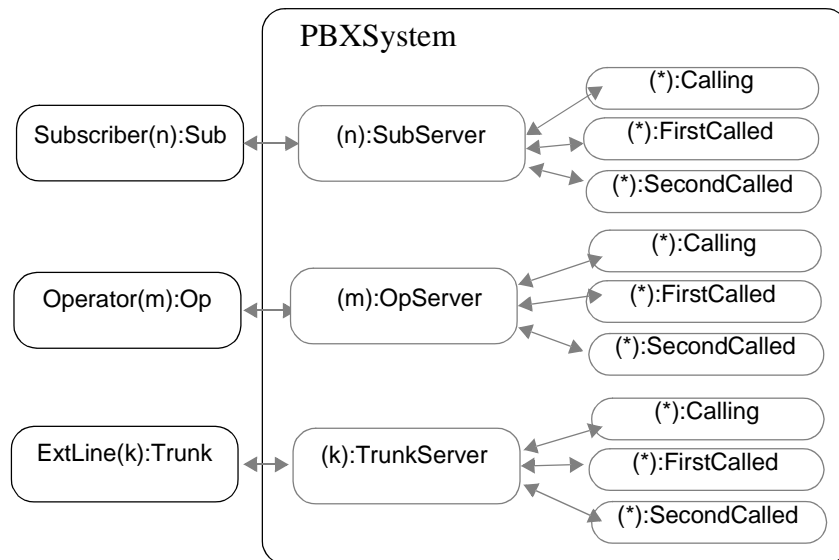 PBXSystem
(*):Calling
Subscriber(n):Sub
(n):SubServer
(*):FirstCalled
(*):SecondCalled
(*):Calling
Operator(m):Op
(m):OpServer
(*):FirstCalled
(*):SecondCalled
(*):Calling
ExtLine(k):Trunk
(k):TrunkServer
(*):FirstCalled
(*):SecondCalled